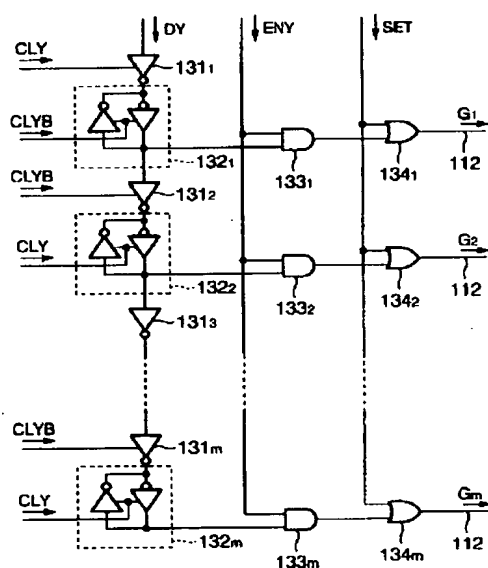 DY ENY SET
CLY
131₁
CLYB
G₁
132₁ 133₁ 134₁ 112
CLYB
131₂
CLY
G₂
132₂ 133₂ 134₂ 112
131₃
CLYB
131m
CLY
Gm
132m 133m 134m 112